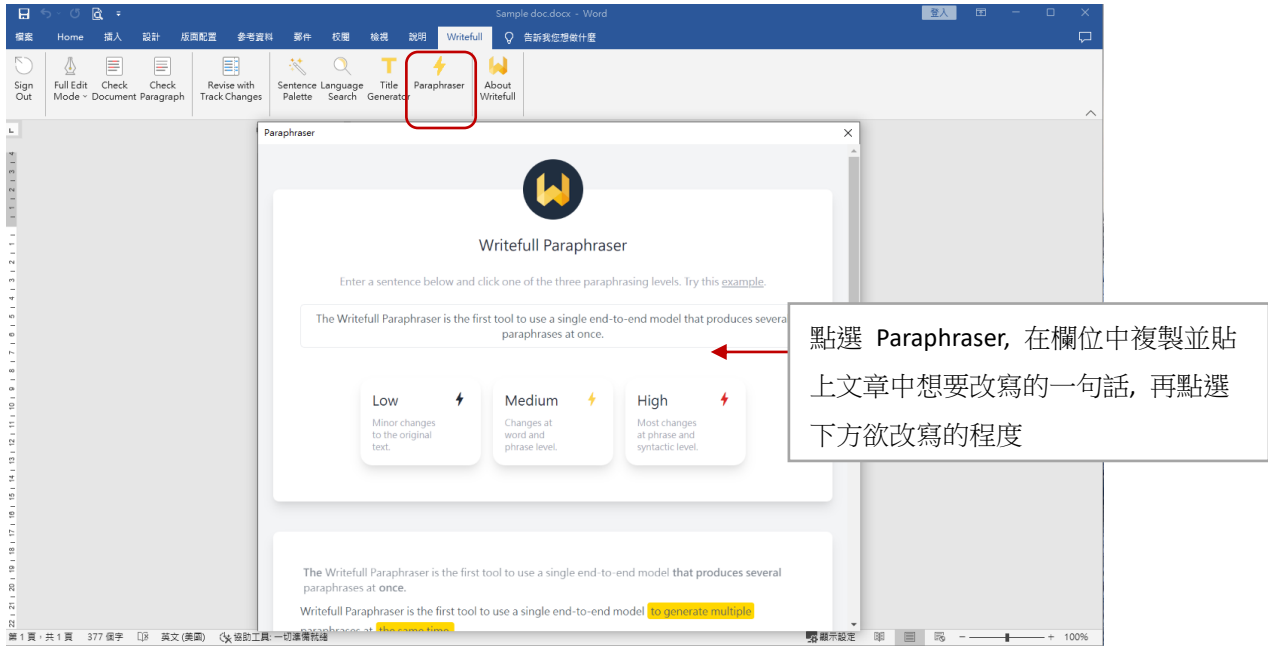 Sample doc.docx - Word
登入
檔案 Home 插入 設計 版面配置 參考資料 郵件 校閱 檢視 說明 Writefull 告訴我您想做什麼
Sign Out
Full Edit Mode
Check Document
Check Paragraph
Revise with Track Changes
Sentence Palette
Language Search
Title Generator
Paraphraser
About Writefull
Paraphraser
Writefull Paraphraser
Enter a sentence below and click one of the three paraphrasing levels. Try this example.
The Writefull Paraphraser is the first tool to use a single end-to-end model that produces severa
paraphrases at once.
Low
Minor changes
to the original
text.
Medium
Changes at
word and
phrase level.
High
Most changes
at phrase and
syntactic level.
點選 Paraphraser, 在欄位中複製並貼
上文章中想要改寫的一句話, 再點選
下方欲改寫的程度
The Writefull Paraphraser is the first tool to use a single end-to-end model that produces several
paraphrases at once.
Writefull Paraphraser is the first tool to use a single end-to-end model to generate multiple
paraphrases at the same time.
第 1 頁，共 1 頁 377 個字 英文 (美國) 協助工具: 一切準備就緒 顯示設定 100%